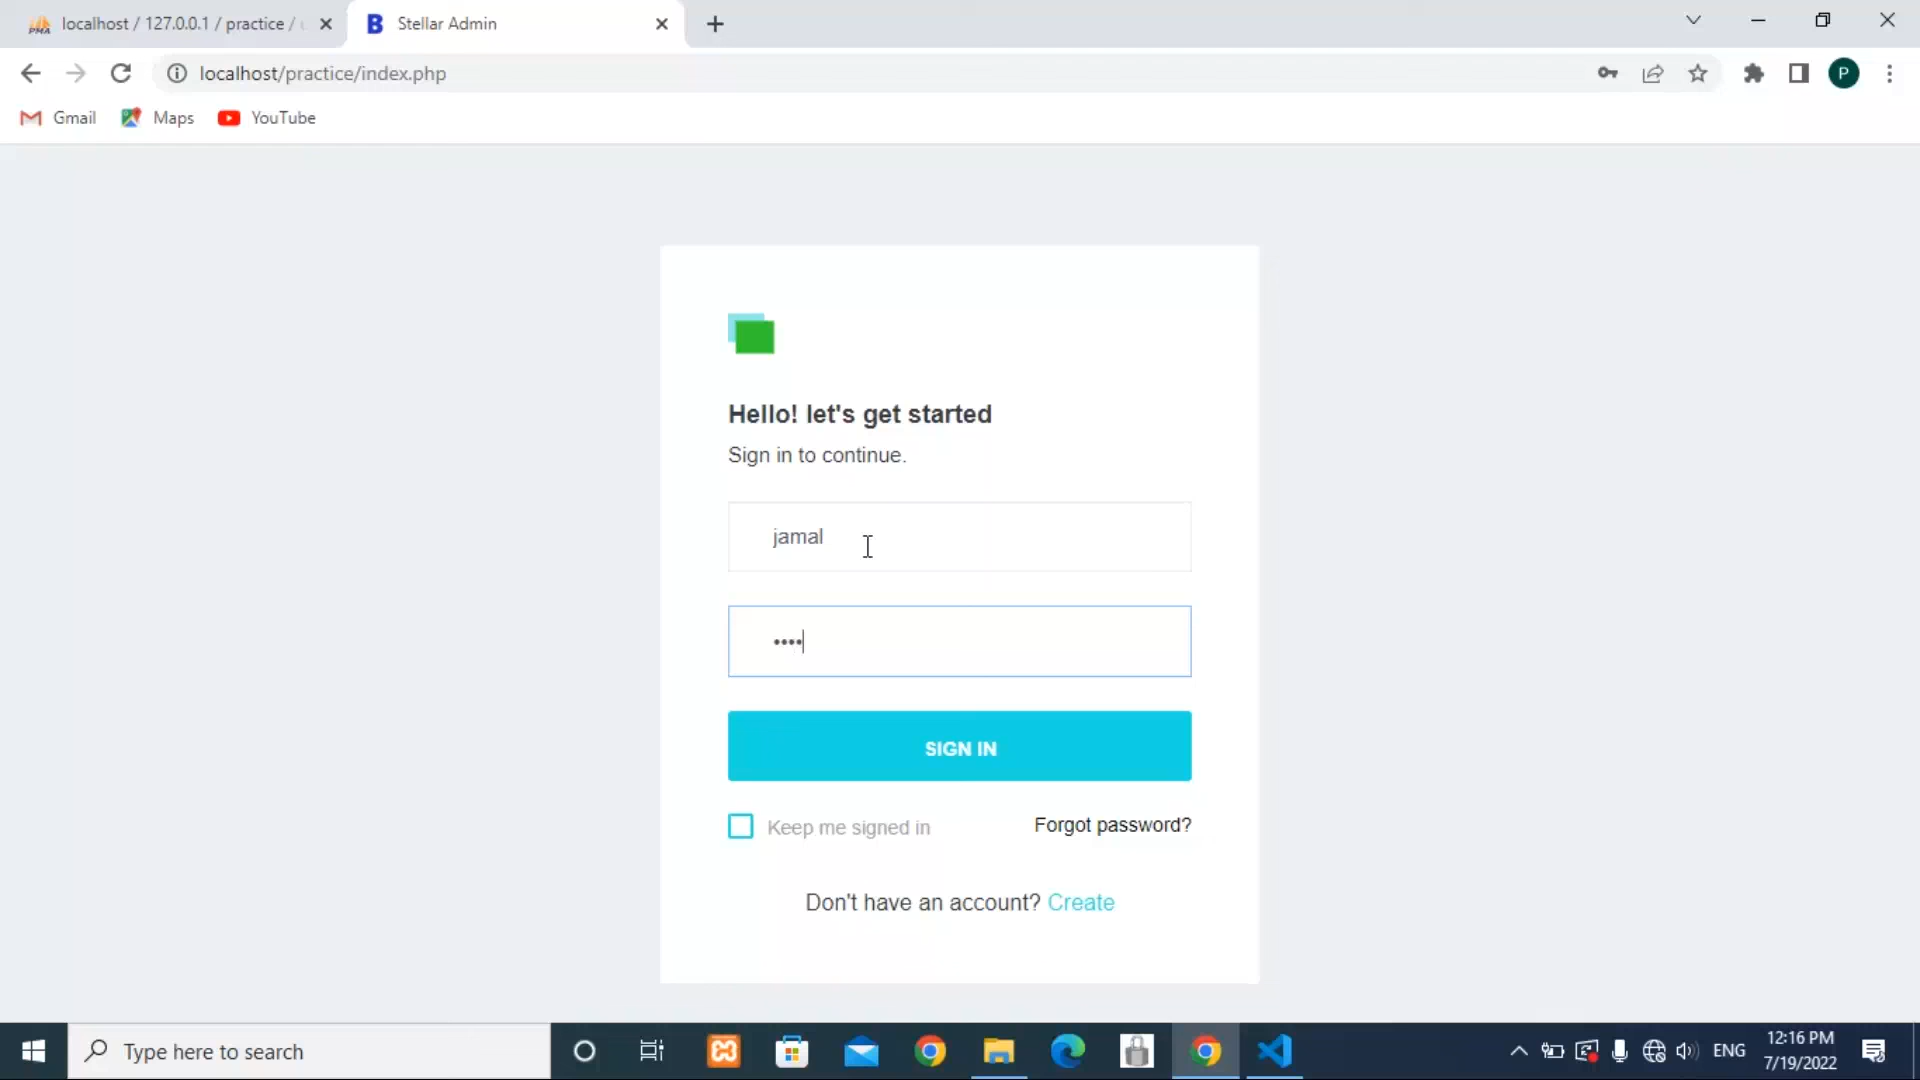 localhost / 127.0.0.1 / practice /
Stellar Admin
localhost/practice/index.php
P
Gmail
Maps
YouTube
Hello! let's get started
Sign in to continue.
jamal
••••
SIGN IN
Keep me signed in
Forgot password?
Don't have an account? Create
Type here to search
ENG
12:16 PM
7/19/2022